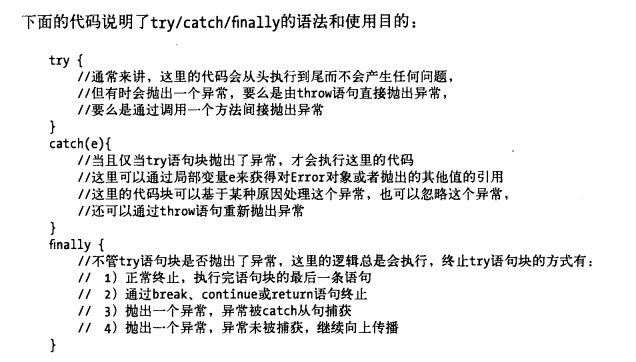 下面的代码说明了try/catch/finally的语法和使用目的：
try {
//通常来讲，这里的代码会从头执行到尾而不会产生任何问题，
//但有时会抛出一个异常，要么是由throw语句直接抛出异常，
//要么是通过调用一个方法间接抛出异常
}
catch(e){
//当且仅当try语句块抛出了异常，才会执行这里的代码
//这里可以通过局部变量e来获得对Error对象或者抛出的其他值的引用
//这里的代码块可以基于某种原因处理这个异常，也可以忽略这个异常，
//还可以通过throw语句重新抛出异常
}
finally {
//不管try语句块是否抛出了异常，这里的逻辑总是会执行，终止try语句块的方式有：
// 1）正常终止，执行完语句块的最后一条语句
// 2）通过break、continue或return语句终止
// 3）抛出一个异常，异常被catch从句捕获
// 4）抛出一个异常，异常未被捕获，继续向上传播
}